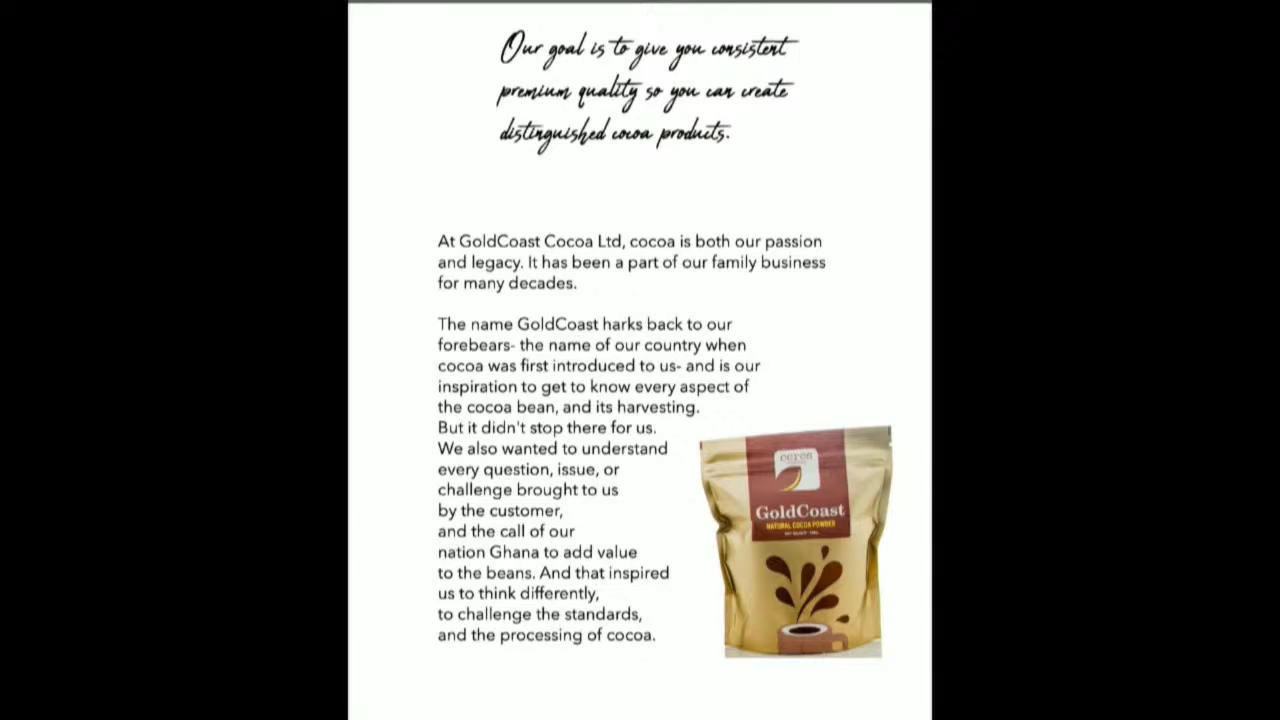 Our goal is to give you consistent
premium quality so you can create
distinguished cocoa products.
At GoldCoast Cocoa Ltd, cocoa is both our passion
and legacy. It has been a part of our family business
for many decades.
The name GoldCoast harks back to our
forebears- the name of our country when
cocoa was first introduced to us- and is our
inspiration to get to know every aspect of
the cocoa bean, and its harvesting.
But it didn't stop there for us.
We also wanted to understand
every question, issue, or
challenge brought to us
by the customer,
and the call of our
nation Ghana to add value
to the beans. And that inspired
us to think differently,
to challenge the standards,
and the processing of cocoa.
ceres
GoldCoast
NATURAL COCOA POWDER